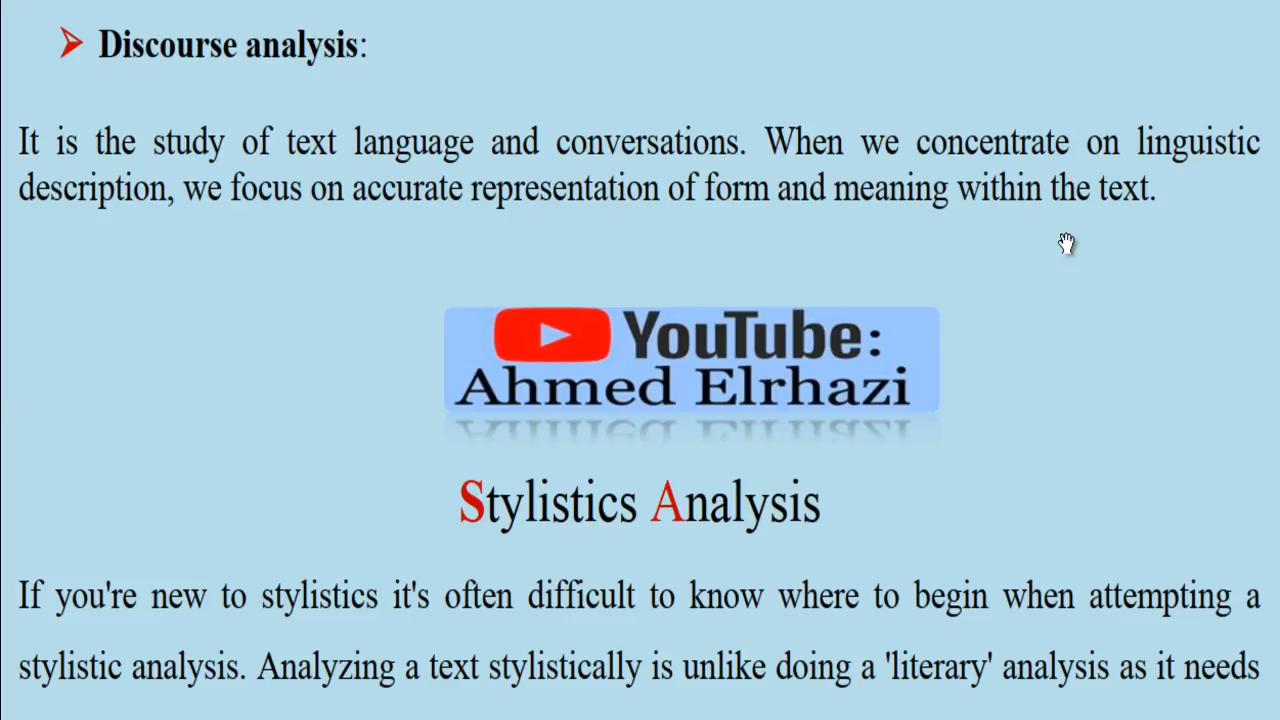 Discourse analysis:
It is the study of text language and conversations. When we concentrate on linguistic
description, we focus on accurate representation of form and meaning within the text.
YouTube:
Ahmed Elrhazi
Stylistics Analysis
If you're new to stylistics it's often difficult to know where to begin when attempting a
stylistic analysis. Analyzing a text stylistically is unlike doing a 'literary' analysis as it needs